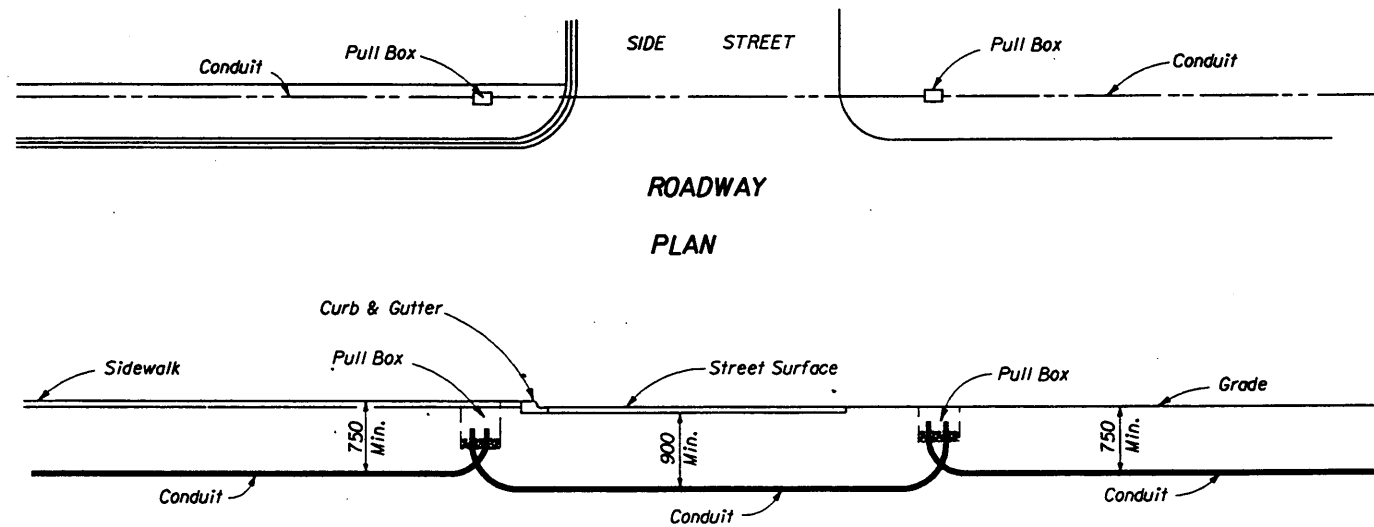 SIDE STREET
Pull Box
Conduit
Pull Box
Conduit
ROADWAY
PLAN
Curb & Gutter
Sidewalk
Pull Box
Street Surface
Pull Box
Grade
750
Min.
900
Min.
750
Min.
Conduit
Conduit
Conduit